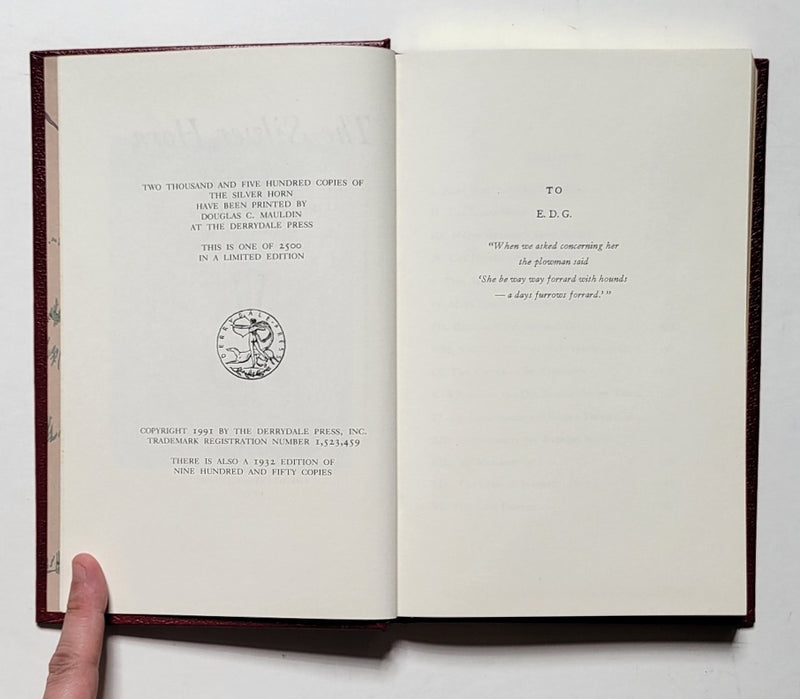 TWO THOUSAND AND FIVE HUNDRED COPIES OF
THE SILVER HORN
HAVE BEEN PRINTED BY
DOUGLAS C. MAULDIN
AT THE DERRYDALE PRESS
THIS IS ONE OF 2500
IN A LIMITED EDITION
DERRYDALE PRESS
COPYRIGHT 1991 BY THE DERRYDALE PRESS, INC.
TRADEMARK REGISTRATION NUMBER 1,523,459
THERE IS ALSO A 1932 EDITION OF
NINE HUNDRED AND FIFTY COPIES
TO
E. D. G.
“When we asked concerning her
the plowman said
‘She be way way forrard with hounds
— a days furrows forrard.’ ”